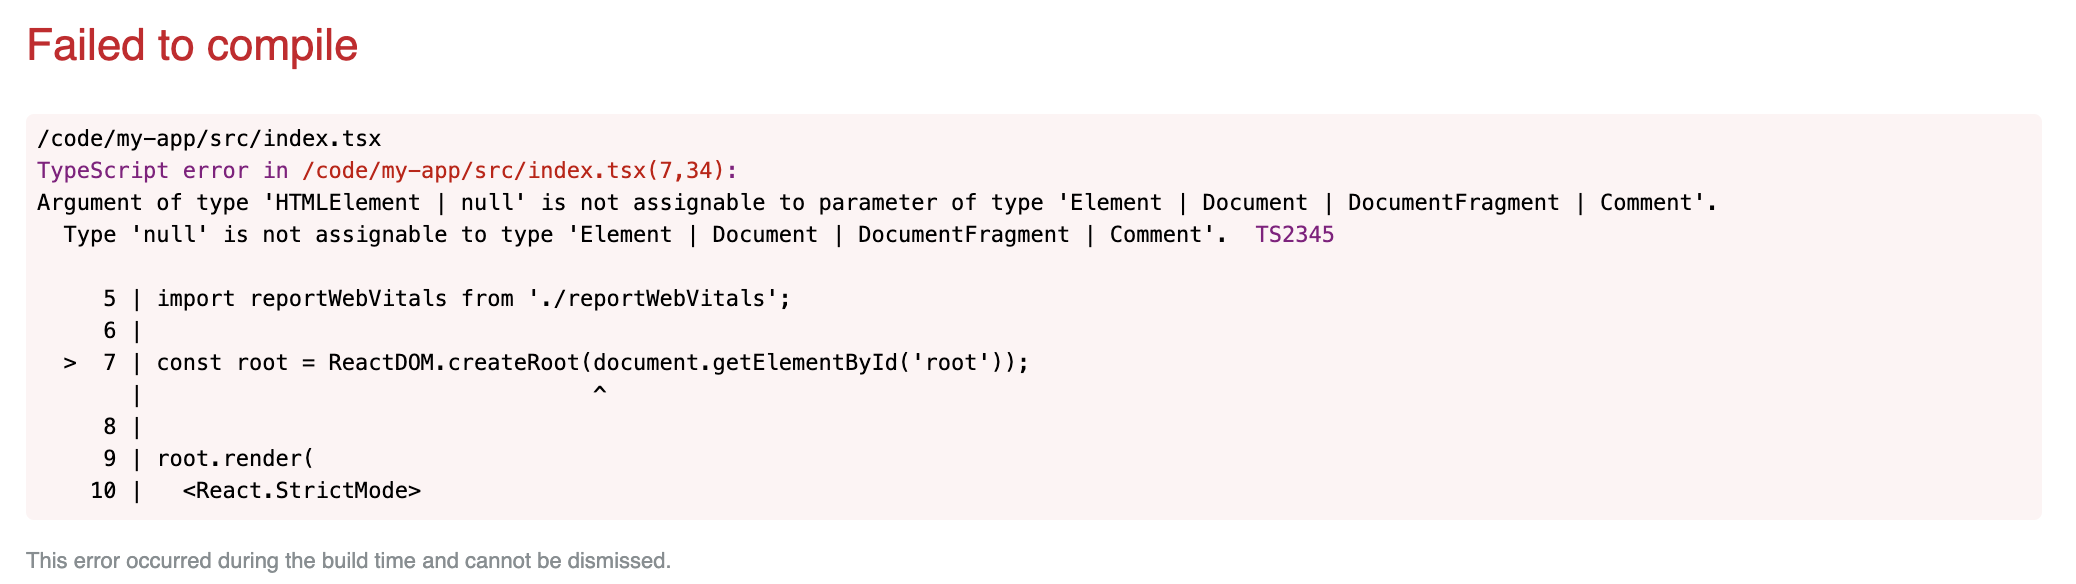 Failed to compile
/code/my-app/src/index.tsx
TypeScript error in /code/my-app/src/index.tsx(7,34):
Argument of type 'HTMLElement | null' is not assignable to parameter of type 'Element | Document | DocumentFragment | Comment'.
  Type 'null' is not assignable to type 'Element | Document | DocumentFragment | Comment'.  TS2345
     5 | import reportWebVitals from './reportWebVitals';
     6 |
  >  7 | const root = ReactDOM.createRoot(document.getElementById('root'));
       |                                  ^
     8 |
     9 | root.render(
    10 |   <React.StrictMode>
This error occurred during the build time and cannot be dismissed.